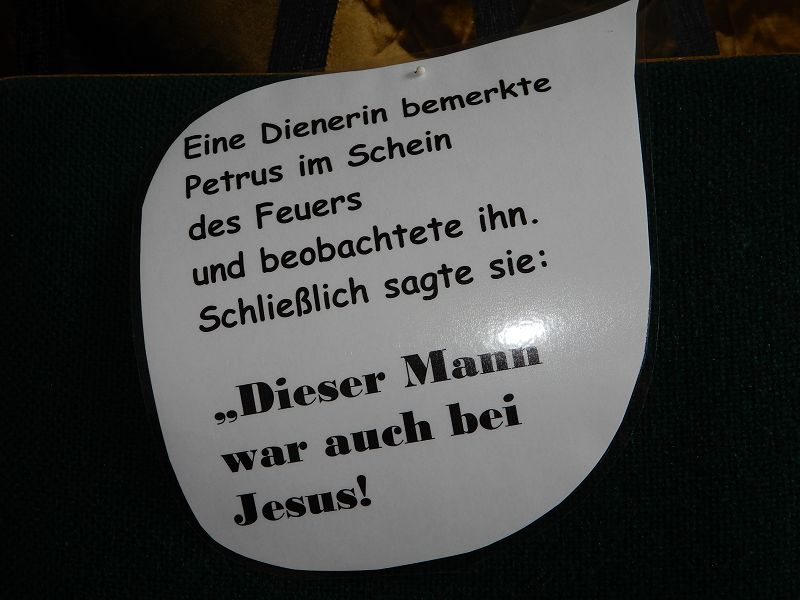 Eine Dienerin bemerkte
Petrus im Schein
des Feuers
und beobachtete ihn.
Schließlich sagte sie:
„Dieser Mann
war auch bei
Jesus!